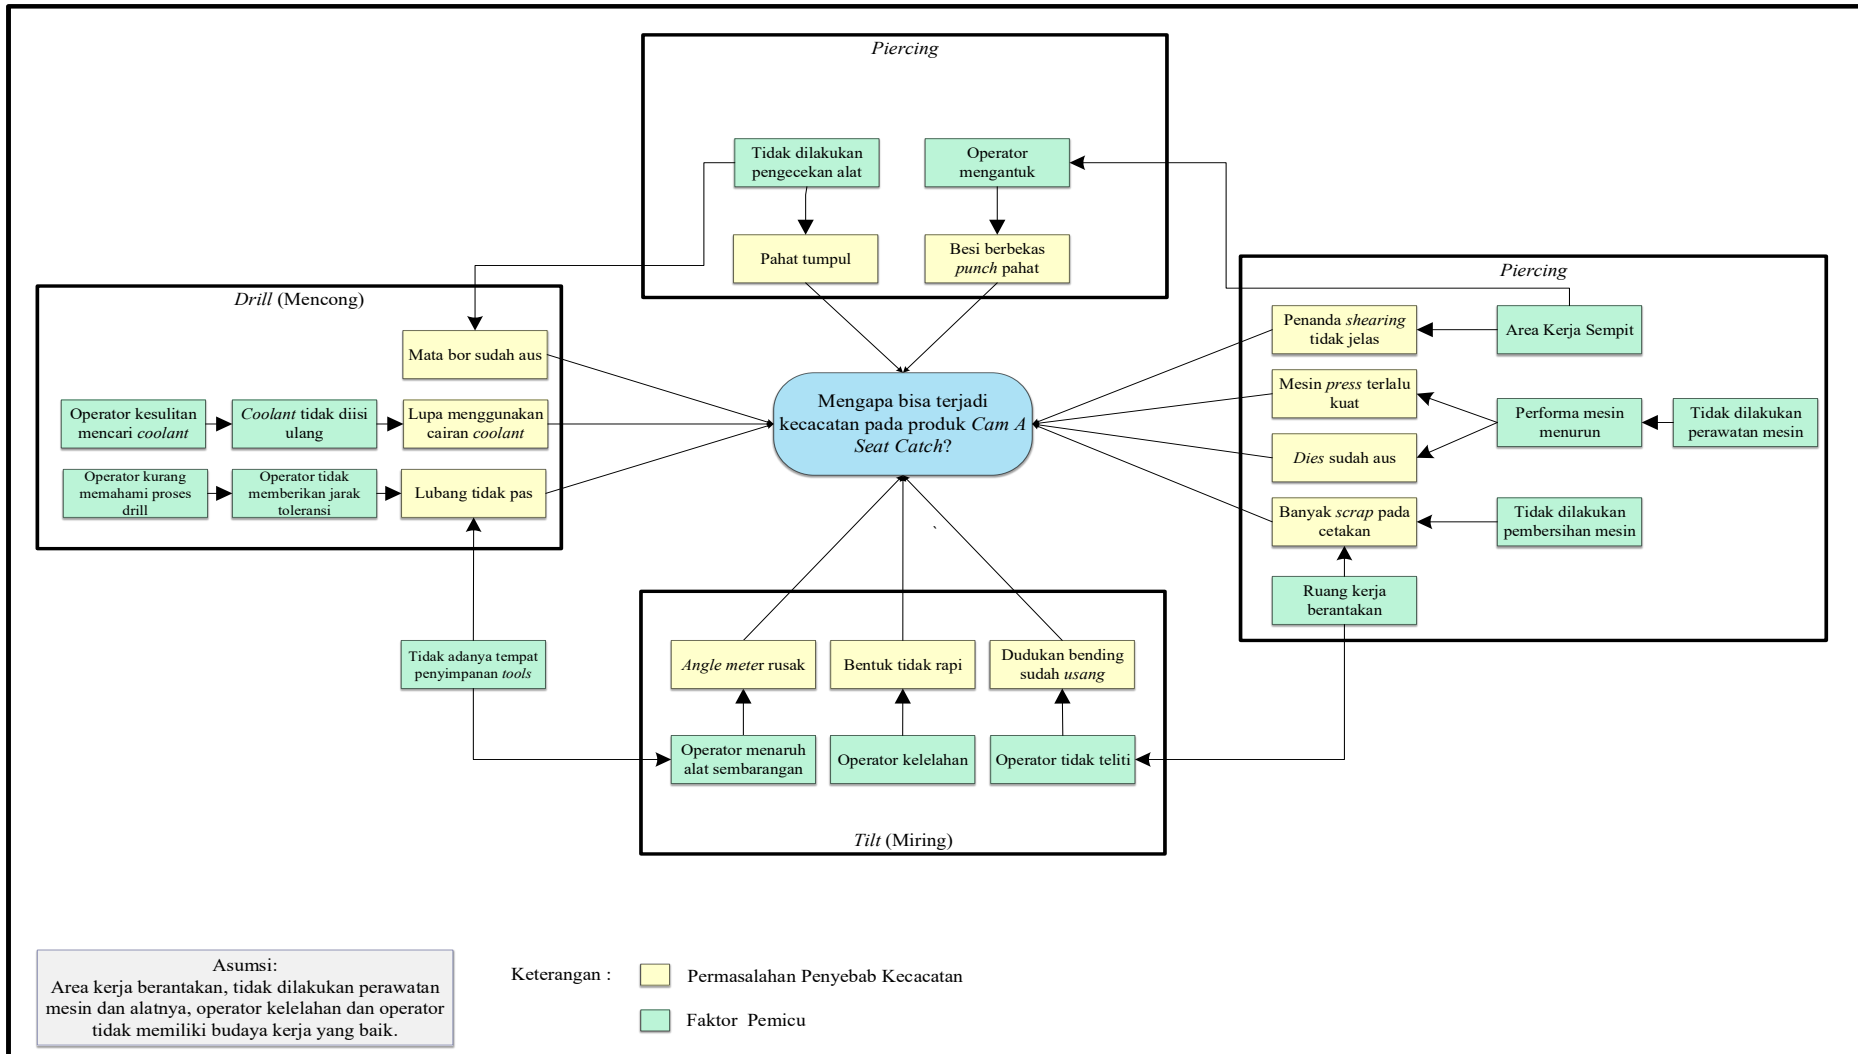 Piercing
Tidak dilakukan
pengecekan alat
Operator
mengantuk
Pahat tumpul
Besi berbekas
punch pahat
Drill (Mencong)
Mata bor sudah aus
Operator kesulitan
mencari coolant
Coolant tidak diisi
ulang
Lupa menggunakan
cairan coolant
Operator kurang
memahami proses
drill
Operator tidak
memberikan jarak
toleransi
Lubang tidak pas
Mengapa bisa terjadi
kecacatan pada produk Cam A
Seat Catch?
Piercing
Penanda shearing
tidak jelas
Area Kerja Sempit
Mesin press terlalu
kuat
Performa mesin
menurun
Tidak dilakukan
perawatan mesin
Dies sudah aus
Banyak scrap pada
cetakan
Tidak dilakukan
pembersihan mesin
Ruang kerja
berantakan
Tidak adanya tempat
penyimpanan tools
Angle meter rusak
Bentuk tidak rapi
Dudukan bending
sudah usang
Operator menaruh
alat sembarangan
Operator kelelahan
Operator tidak teliti
Tilt (Miring)
Asumsi:
Area kerja berantakan, tidak dilakukan perawatan
mesin dan alatnya, operator kelelahan dan operator
tidak memiliki budaya kerja yang baik.
Keterangan :
Permasalahan Penyebab Kecacatan
Faktor Pemicu